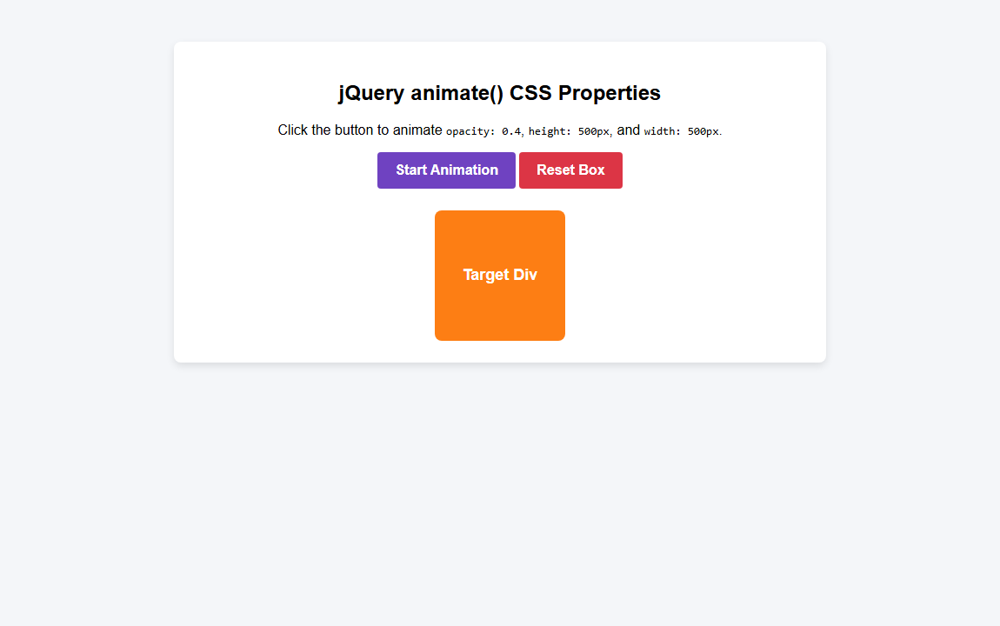 jQuery animate() CSS Properties
Click the button to animate opacity: 0.4, height: 500px, and width: 500px.
Start Animation Reset Box
Target Div